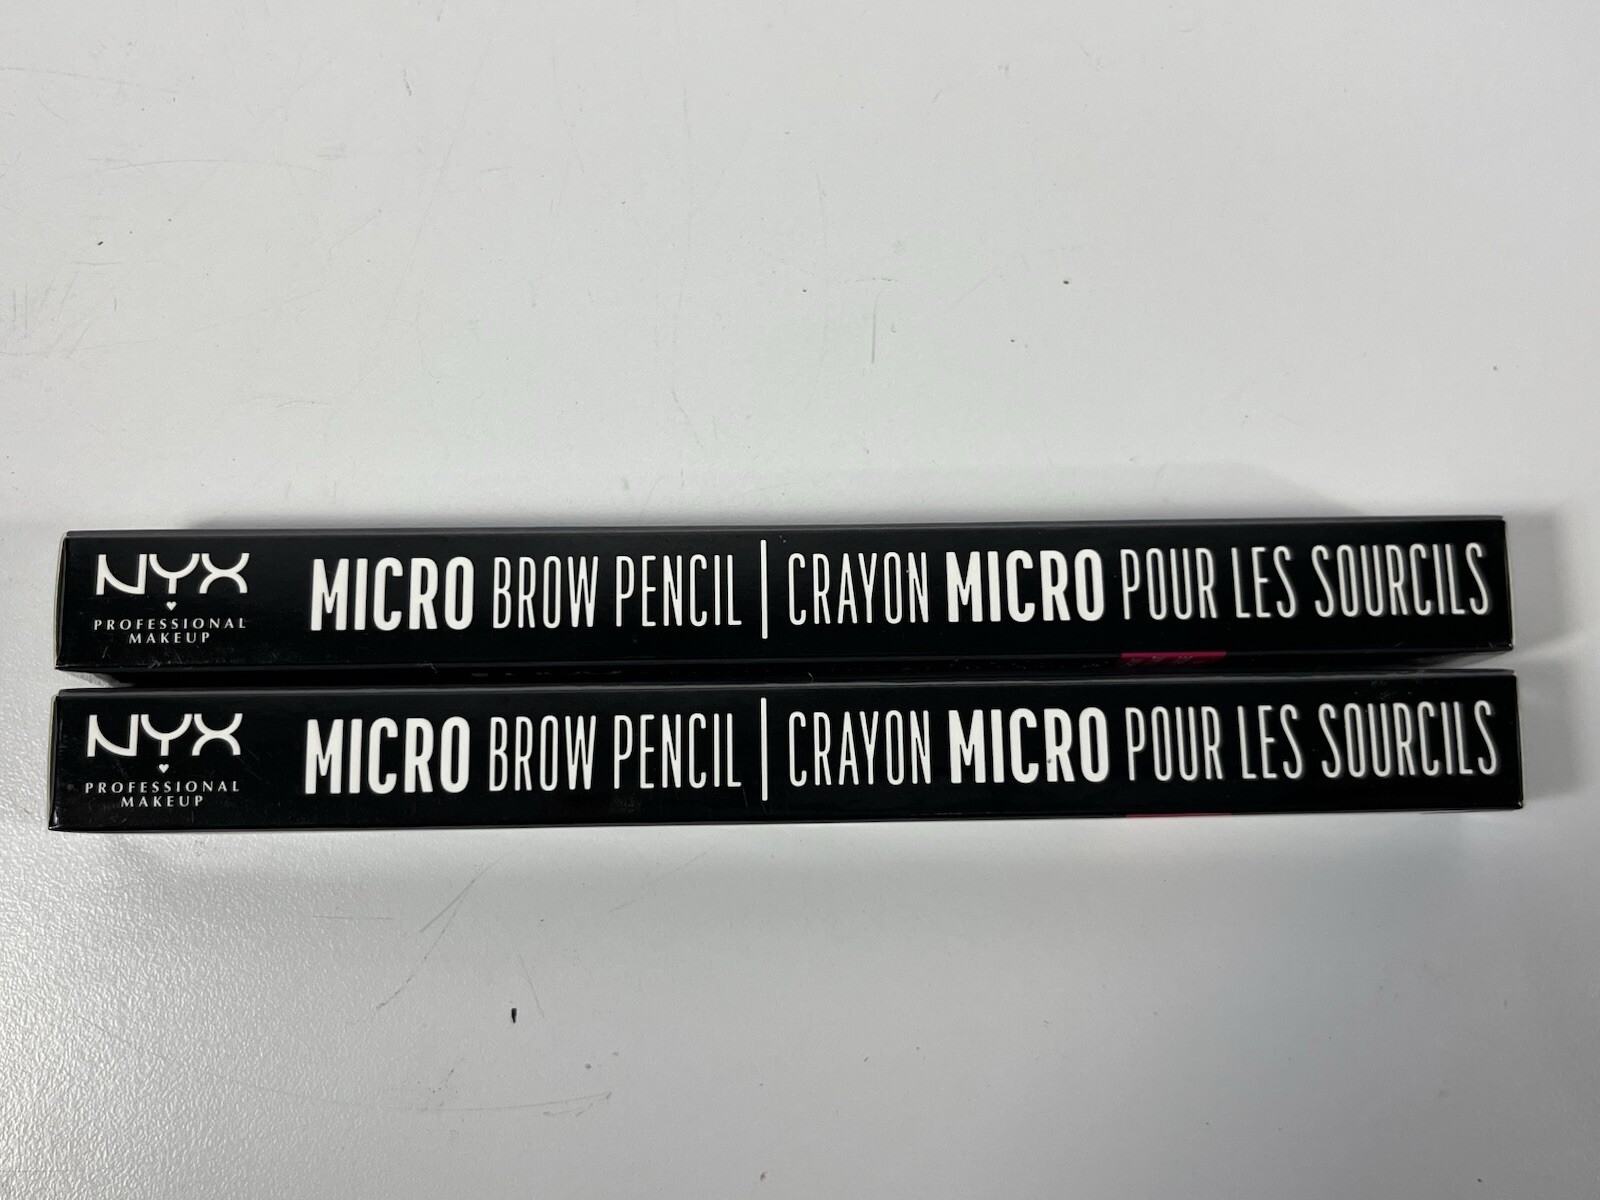 NYX
PROFESSIONAL
MAKEUP
MICRO BROW PENCIL | CRAYON MICRO POUR LES SOURCILS
NYX
PROFESSIONAL
MAKEUP
MICRO BROW PENCIL | CRAYON MICRO POUR LES SOURCILS